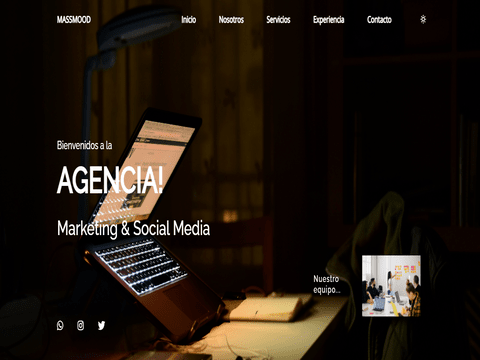 MASSMOOD
Inicio Nosotros Servicios Experiencia Contacto
Bienvenidos a la
AGENCIA!
Marketing & Social Media
Nuestro
equipo...